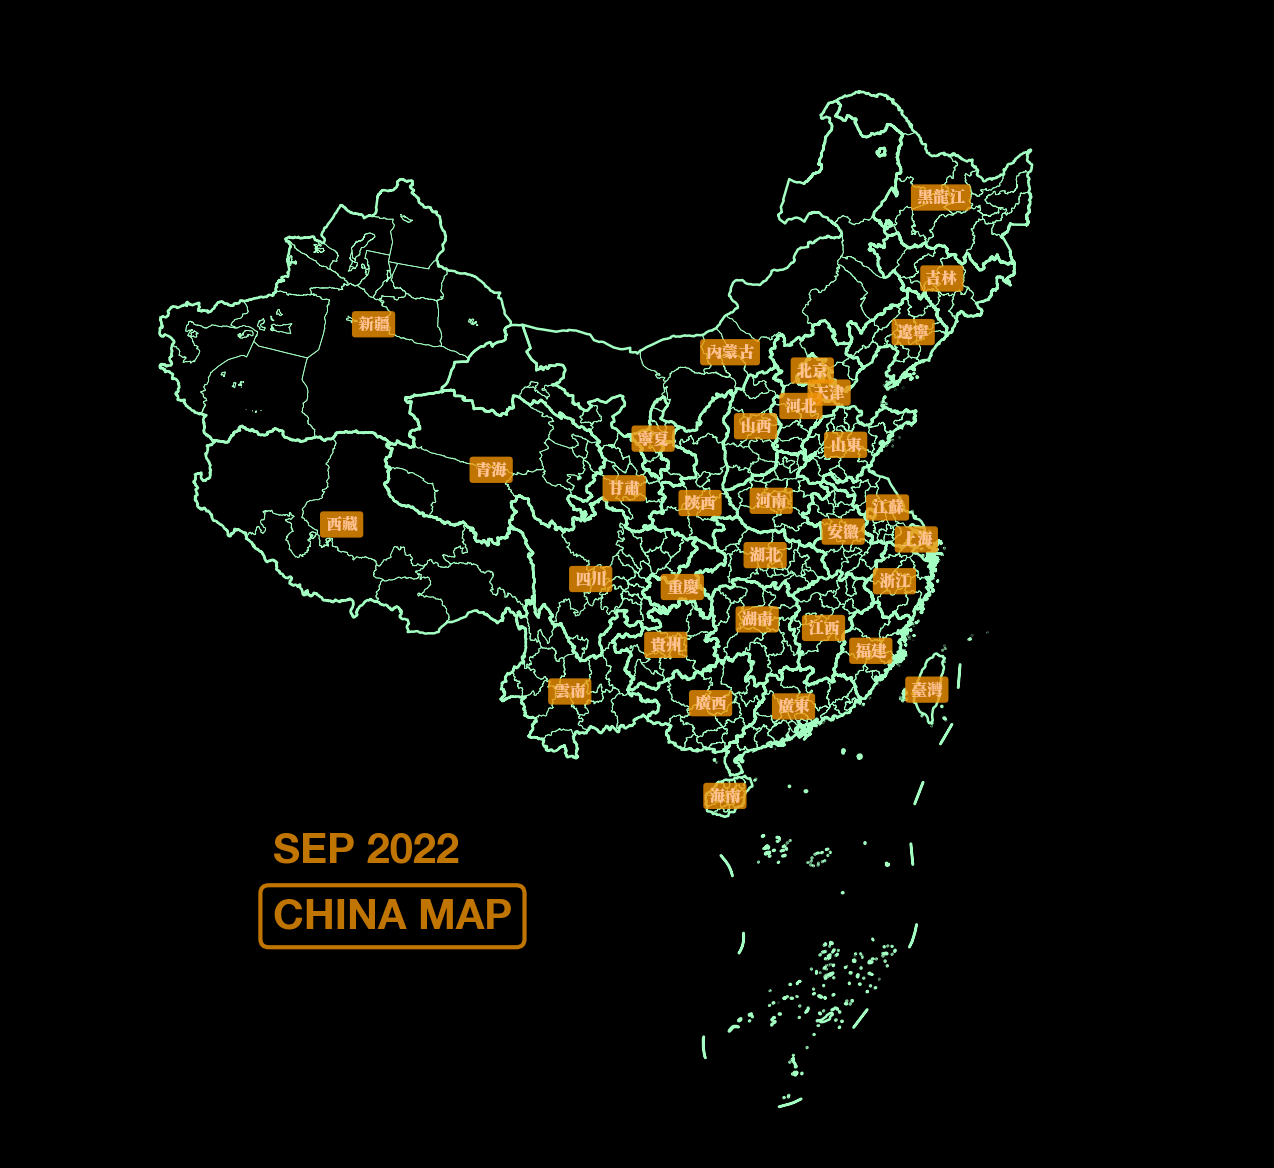 黑龍江
吉林
新疆
遼寧
內蒙古
北京
天津
河北
山西
寧夏
山東
青海
甘肅
陝西
河南
江蘇
西藏
安徽
上海
湖北
四川
重慶
浙江
湖南
江西
貴州
福建
雲南
臺灣
廣西
廣東
海南
SEP 2022
CHINA MAP